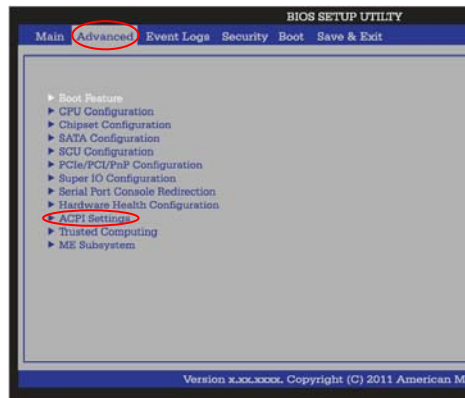 BIOS SETUP UTILTY
Main Advanced Event Logs Security Boot Save & Exit
Boot Feature
CPU Configuration
Chipset Configuration
SATA Configuration
SCU Configuration
PCIe/PCI/PnP Configuration
Super IO Configuration
Serial Port Console Redirection
Hardware Health Configuration
ACPI Settings
Trusted Computing
ME Subsystem
Version x.xx.xxxx. Copyright (C) 2011 American M